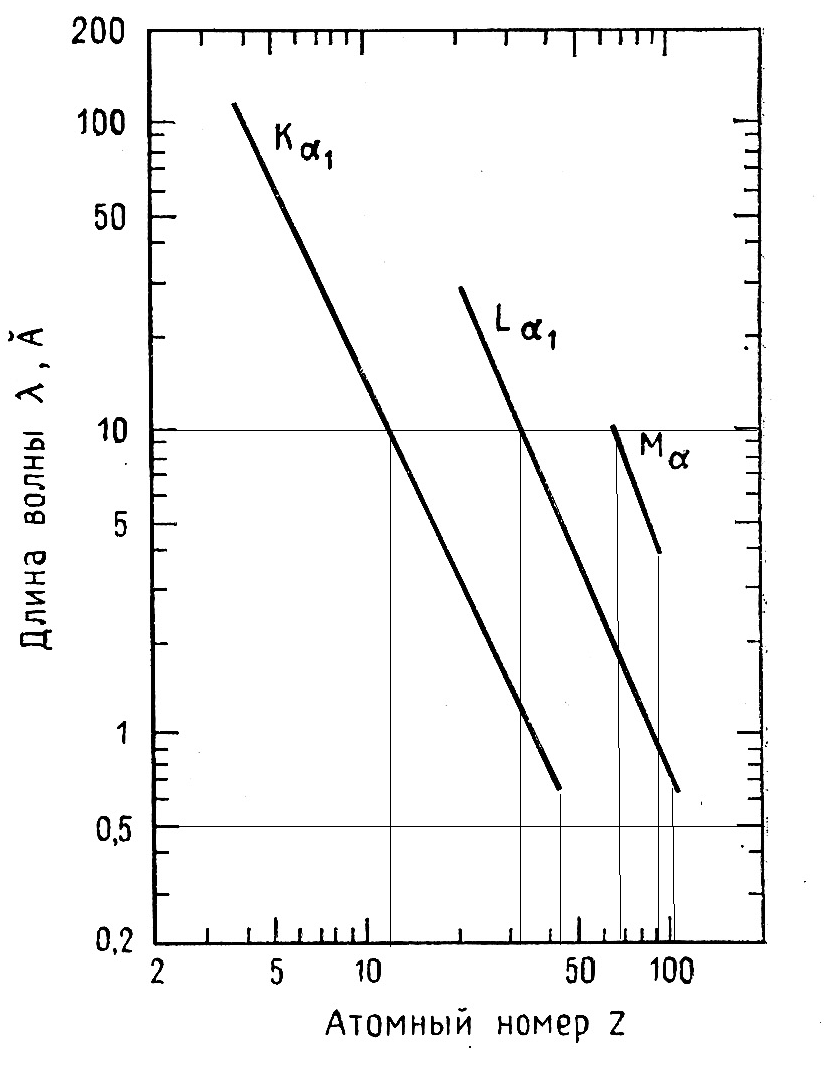 200
100
50
10
5
1
0,5
0,2
Длина волны λ, Å
Kα1
Lα1
Mα
2 5 10 50 100
Атомный номер Z